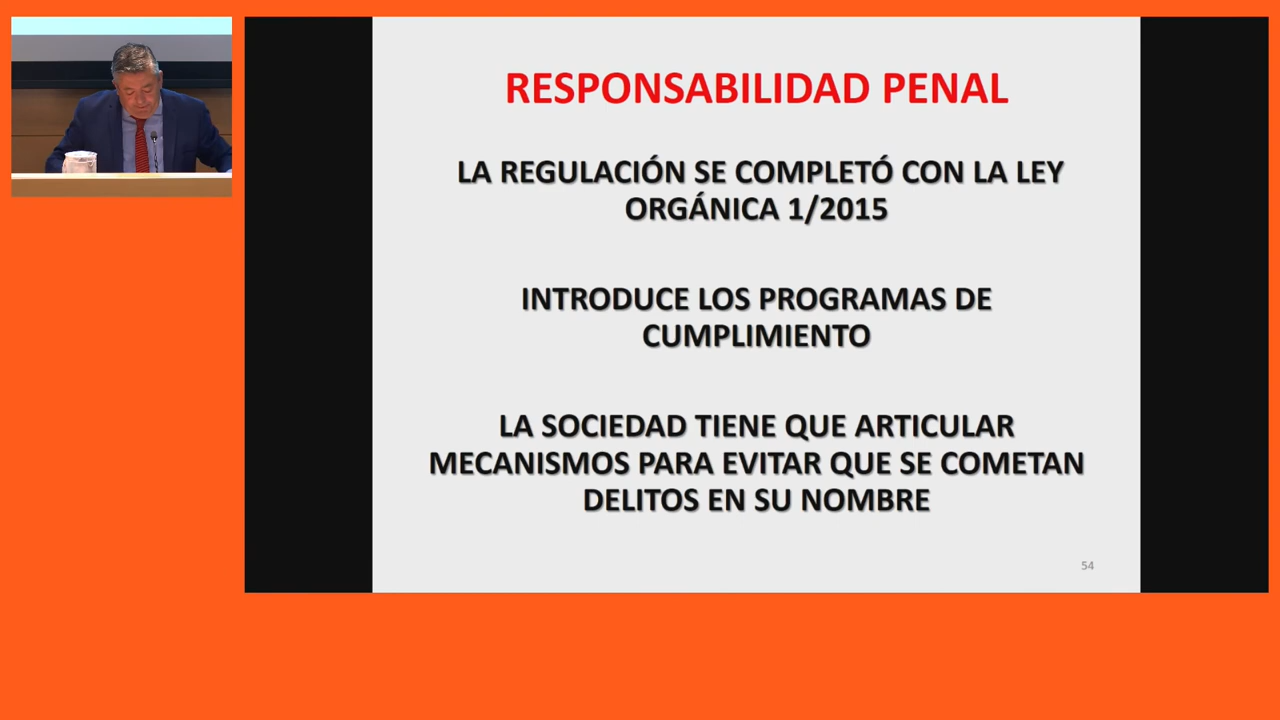 RESPONSABILIDAD PENAL
LA REGULACIÓN SE COMPLETÓ CON LA LEY
ORGÁNICA 1/2015
INTRODUCE LOS PROGRAMAS DE
CUMPLIMIENTO
LA SOCIEDAD TIENE QUE ARTICULAR
MECANISMOS PARA EVITAR QUE SE COMETAN
DELITOS EN SU NOMBRE
54